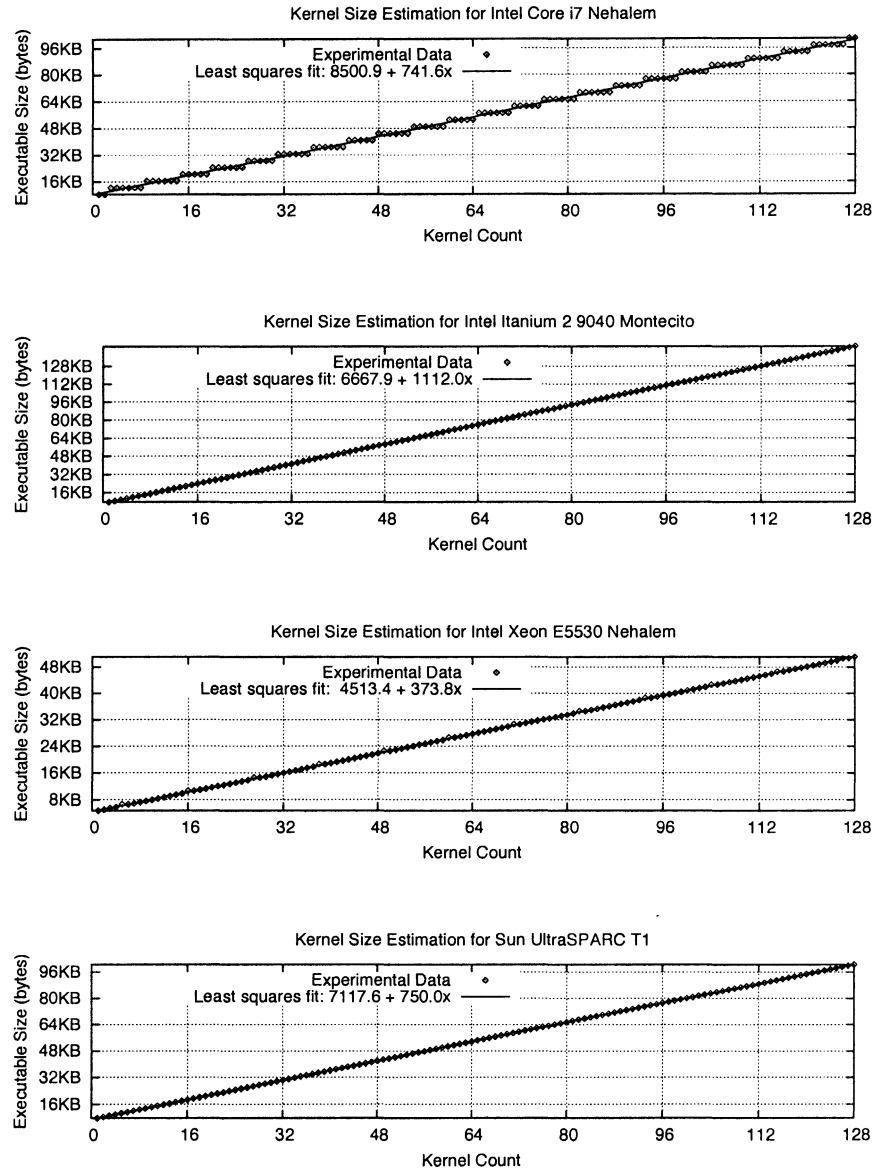 Kernel Size Estimation for Intel Core i7 Nehalem
Executable Size (bytes)
96KB
80KB
64KB
48KB
32KB
16KB
Experimental Data
Least squares fit: 8500.9 + 741.6x
0 16 32 48 64 80 96 112 128
Kernel Count
Kernel Size Estimation for Intel Itanium 2 9040 Montecito
Executable Size (bytes)
128KB
112KB
96KB
80KB
64KB
48KB
32KB
16KB
Experimental Data
Least squares fit: 6667.9 + 1112.0x
0 16 32 48 64 80 96 112 128
Kernel Count
Kernel Size Estimation for Intel Xeon E5530 Nehalem
Executable Size (bytes)
48KB
40KB
32KB
24KB
16KB
8KB
Experimental Data
Least squares fit: 4513.4 + 373.8x
0 16 32 48 64 80 96 112 128
Kernel Count
Kernel Size Estimation for Sun UltraSPARC T1
Executable Size (bytes)
96KB
80KB
64KB
48KB
32KB
16KB
Experimental Data
Least squares fit: 7117.6 + 750.0x
0 16 32 48 64 80 96 112 128
Kernel Count